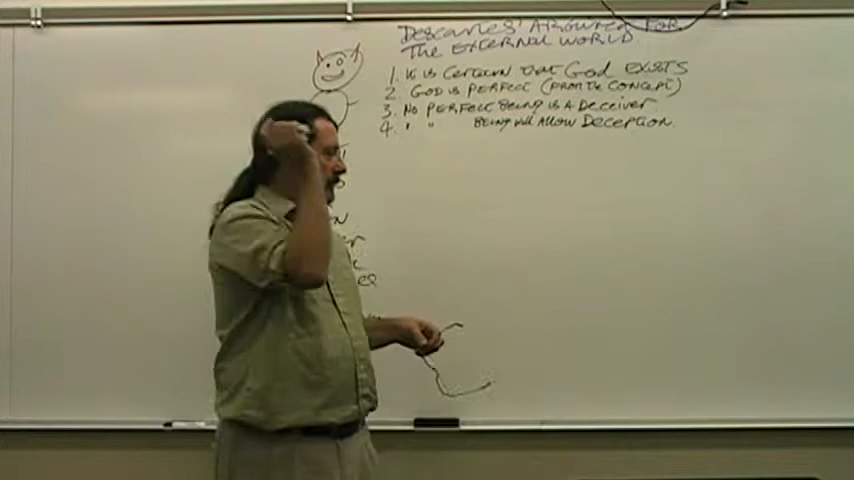 DESCARTES' ARGUMENT FOR
THE EXTERNAL WORLD
1. It is certain that God EXISTS
2. GOD is PERFECT (FROM THE CONCEPT)
3. NO PERFECT BEING is A DECEIVER
4. " " BEING will ALLOW DECEPTION.